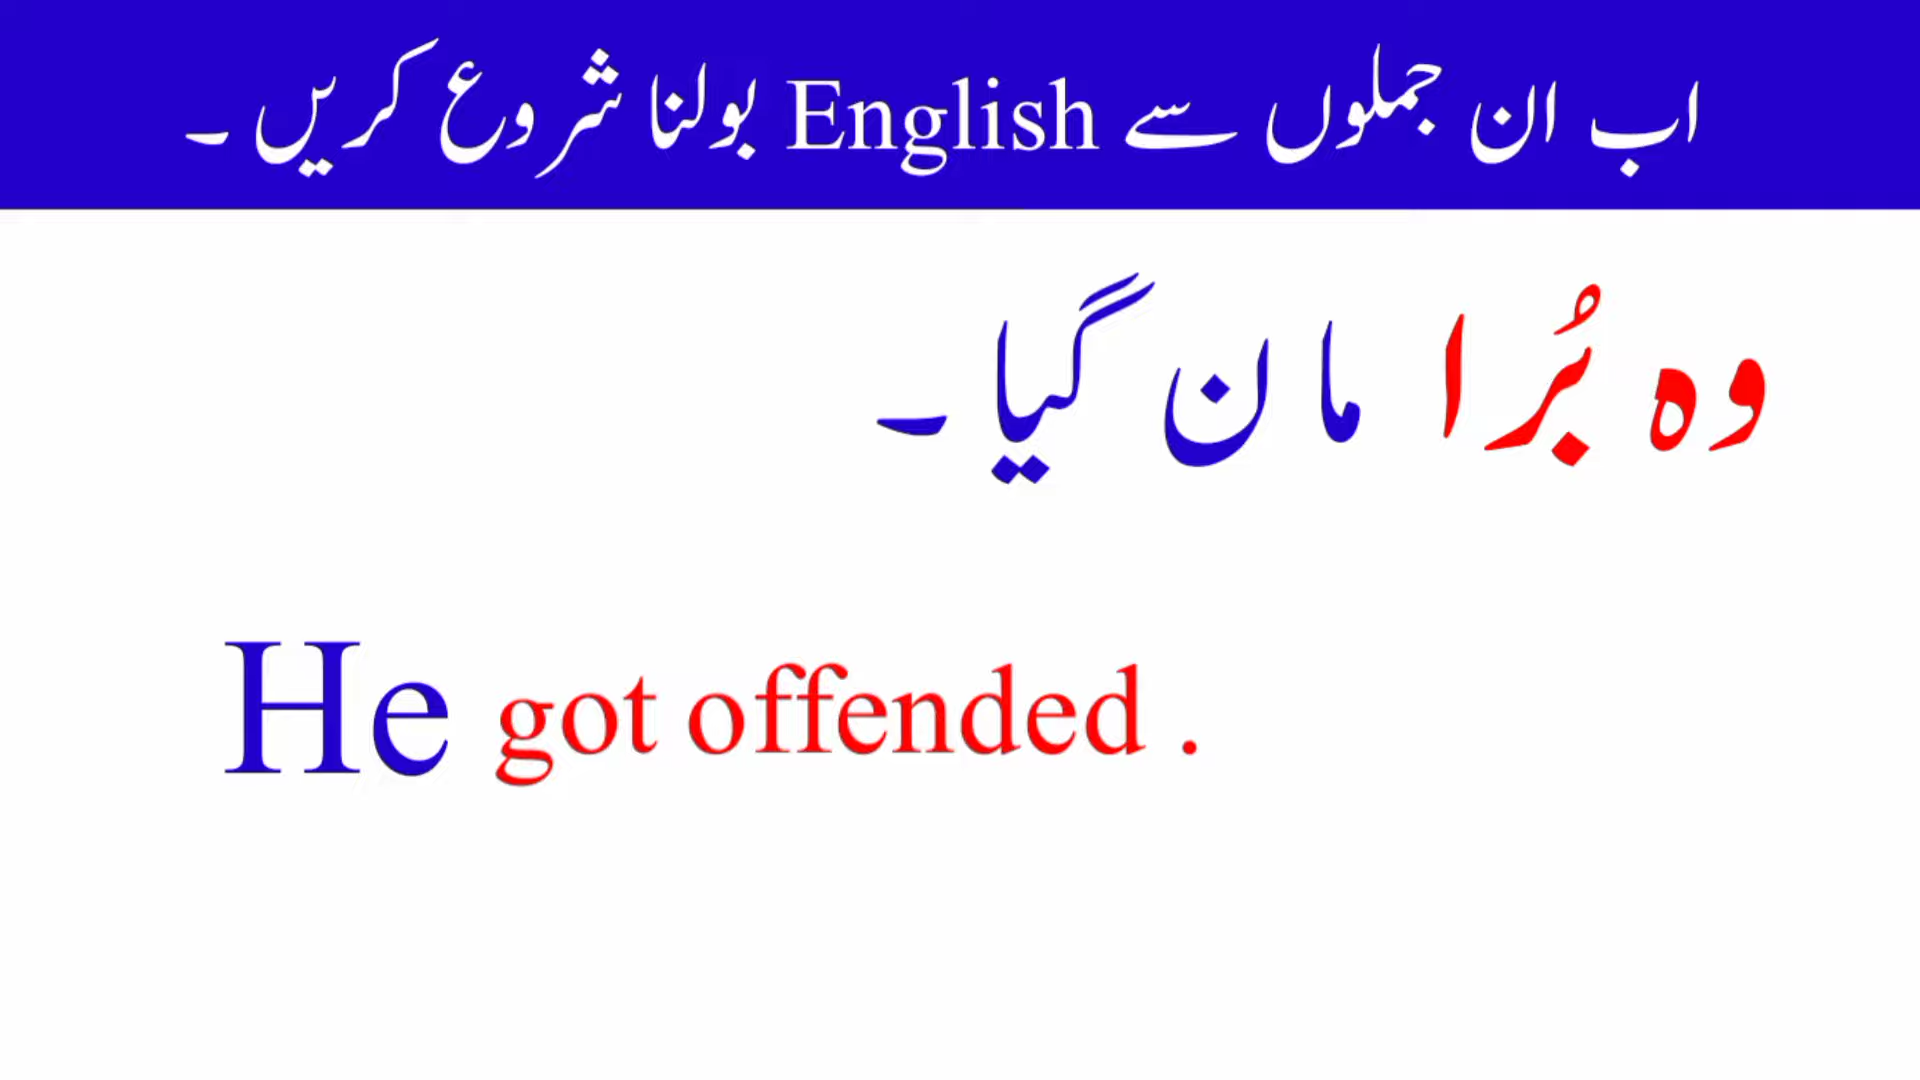 اب ان جملوں سے English بولنا شروع کریں ۔
وہ بُرا مان گیا ۔
He got offended .